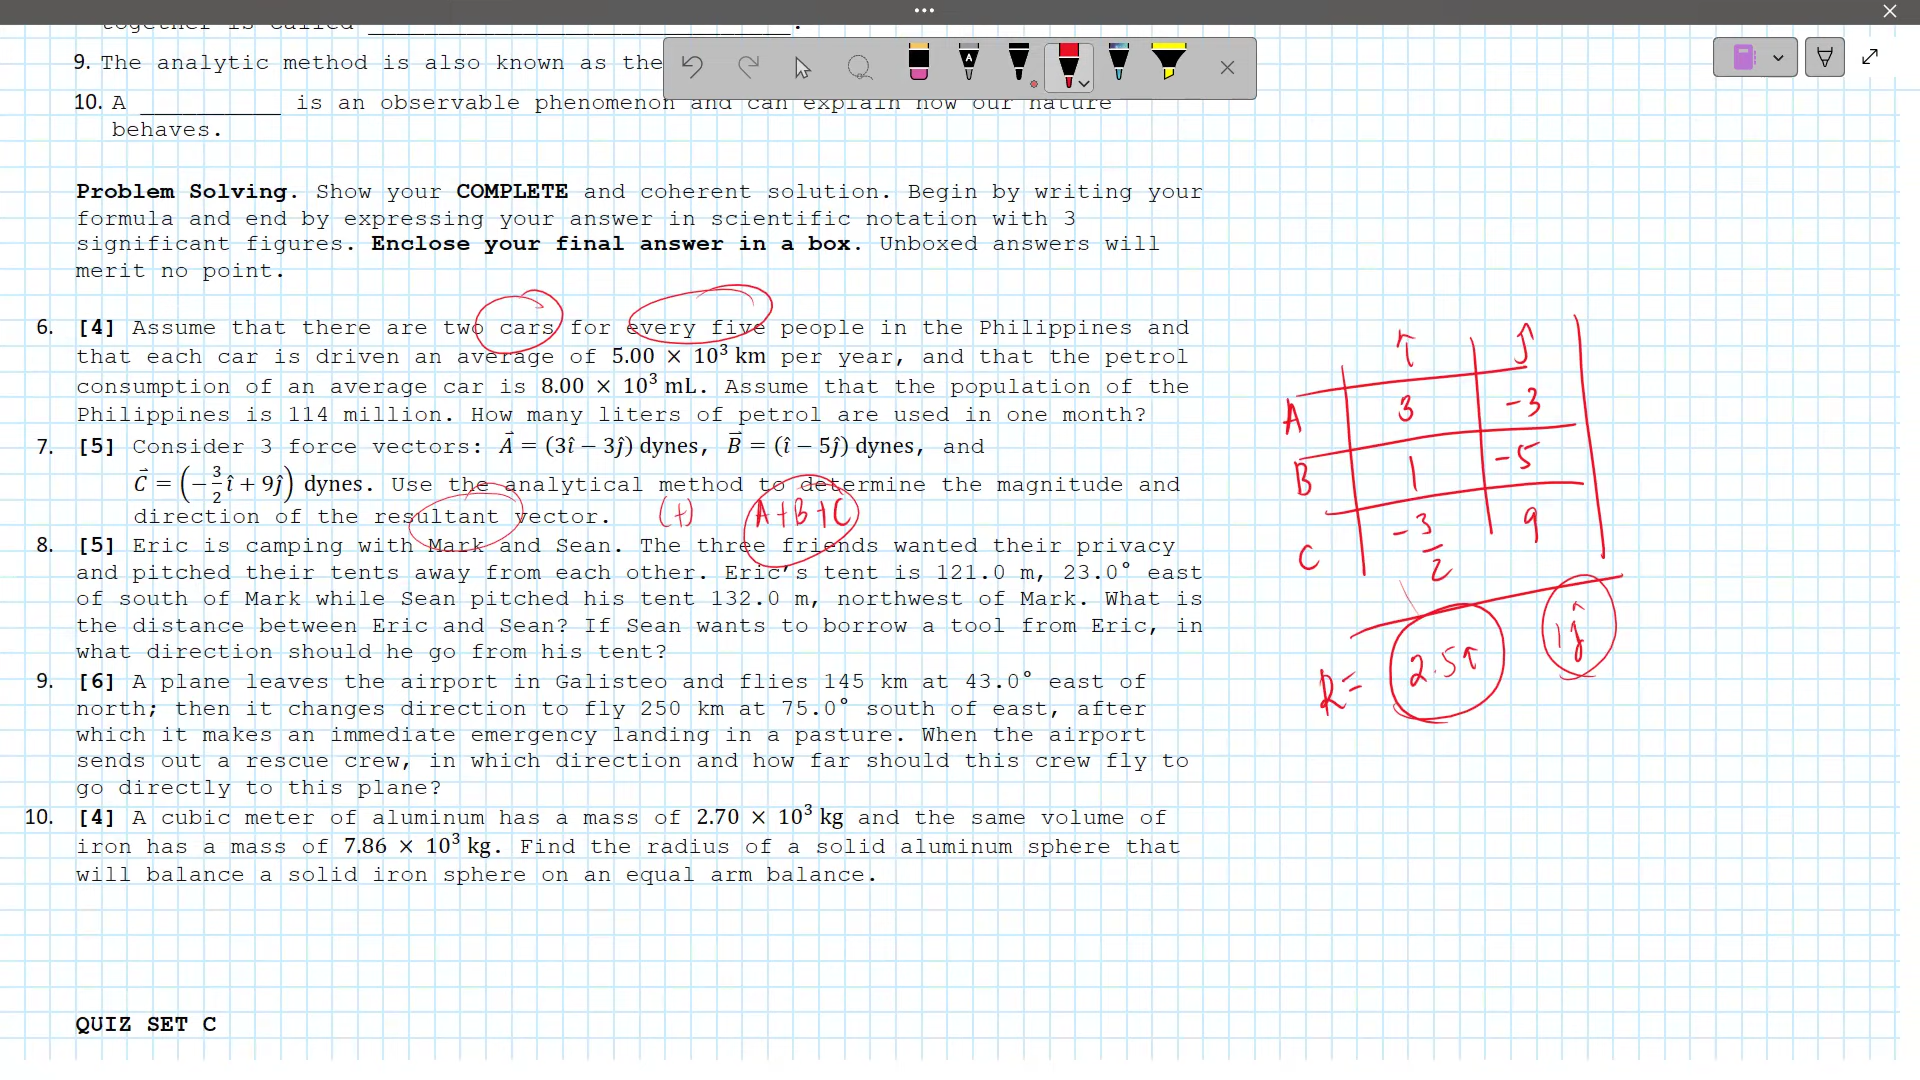 together is called ______________________________.
9. The analytic method is also known as the
10. A __________ is an observable phenomenon and can explain how our nature
behaves.
Problem Solving. Show your COMPLETE and coherent solution. Begin by writing your
formula and end by expressing your answer in scientific notation with 3
significant figures. Enclose your final answer in a box. Unboxed answers will
merit no point.
6. [4] Assume that there are two cars for every five people in the Philippines and
that each car is driven an average of 5.00 × 10³ km per year, and that the petrol
consumption of an average car is 8.00 × 10³ mL. Assume that the population of the
Philippines is 114 million. How many liters of petrol are used in one month?
7. [5] Consider 3 force vectors: A⃗ = (3î − 3ĵ) dynes, B⃗ = (î − 5ĵ) dynes, and
C⃗ = (−3/2 î + 9ĵ) dynes. Use the analytical method to determine the magnitude and
direction of the resultant vector.
(+) A+B+C
8. [5] Eric is camping with Mark and Sean. The three friends wanted their privacy
and pitched their tents away from each other. Eric's tent is 121.0 m, 23.0° east
of south of Mark while Sean pitched his tent 132.0 m, northwest of Mark. What is
the distance between Eric and Sean? If Sean wants to borrow a tool from Eric, in
what direction should he go from his tent?
9. [6] A plane leaves the airport in Galisteo and flies 145 km at 43.0° east of
north; then it changes direction to fly 250 km at 75.0° south of east, after
which it makes an immediate emergency landing in a pasture. When the airport
sends out a rescue crew, in which direction and how far should this crew fly to
go directly to this plane?
10. [4] A cubic meter of aluminum has a mass of 2.70 × 10³ kg and the same volume of
iron has a mass of 7.86 × 10³ kg. Find the radius of a solid aluminum sphere that
will balance a solid iron sphere on an equal arm balance.
QUIZ SET C
î ĵ
A 3 -3
B 1 -5
C -3/2 9
R = 2.5î 1ĵ